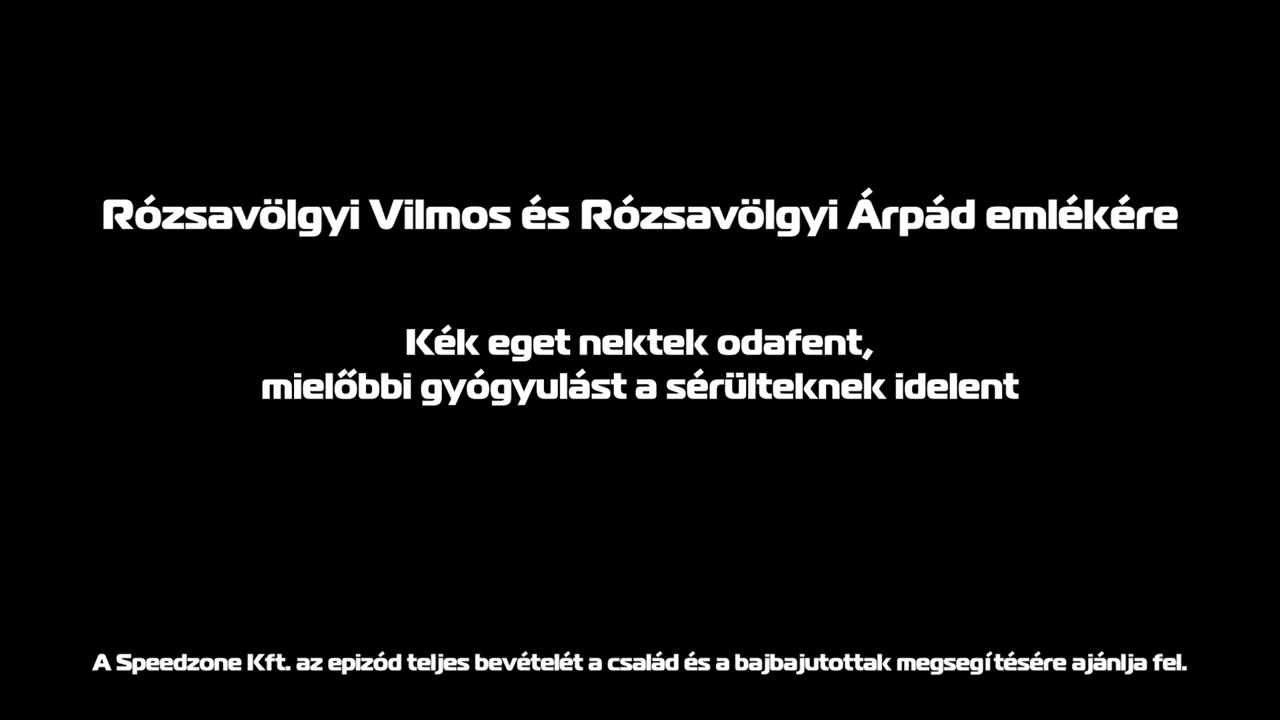 Rózsavölgyi Vilmos és Rózsavölgyi Árpád emlékére
Kék eget nektek odafent,
mielőbbi gyógyulást a sérülteknek idelent
A Speedzone Kft. az epizód teljes bevételét a család és a bajbajutottak megsegítésére ajánlja fel.